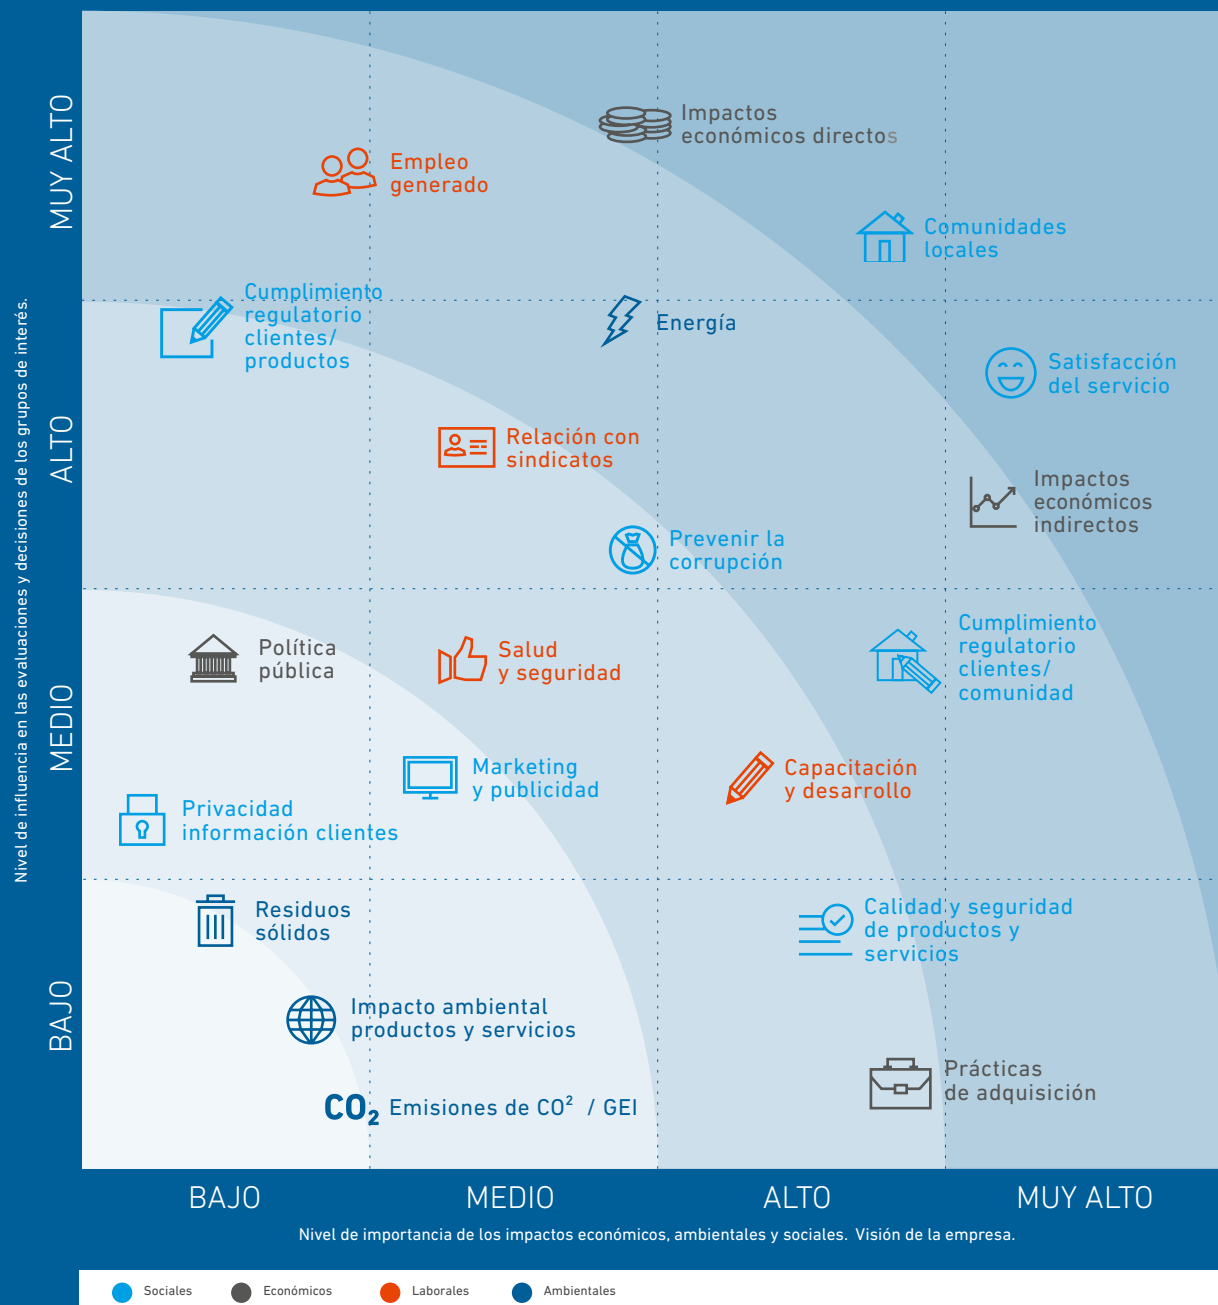 Nivel de influencia en las evaluaciones y decisiones de los grupos de interés.
MUY ALTO
ALTO
MEDIO
BAJO
Impactos
económicos directos
Empleo
generado
Comunidades
locales
Cumplimiento
regulatorio
clientes/
productos
Energía
Satisfacción
del servicio
Relación con
sindicatos
Impactos
económicos
indirectos
Prevenir la
corrupción
Política
pública
Salud
y seguridad
Cumplimiento
regulatorio
clientes/
comunidad
Marketing
y publicidad
Capacitación
y desarrollo
Privacidad
información clientes
Residuos
sólidos
Calidad y seguridad
de productos y
servicios
Impacto ambiental
productos y servicios
Prácticas
de adquisición
CO₂ Emisiones de CO² / GEI
BAJO MEDIO ALTO MUY ALTO
Nivel de importancia de los impactos económicos, ambientales y sociales. Visión de la empresa.
Sociales Económicos Laborales Ambientales